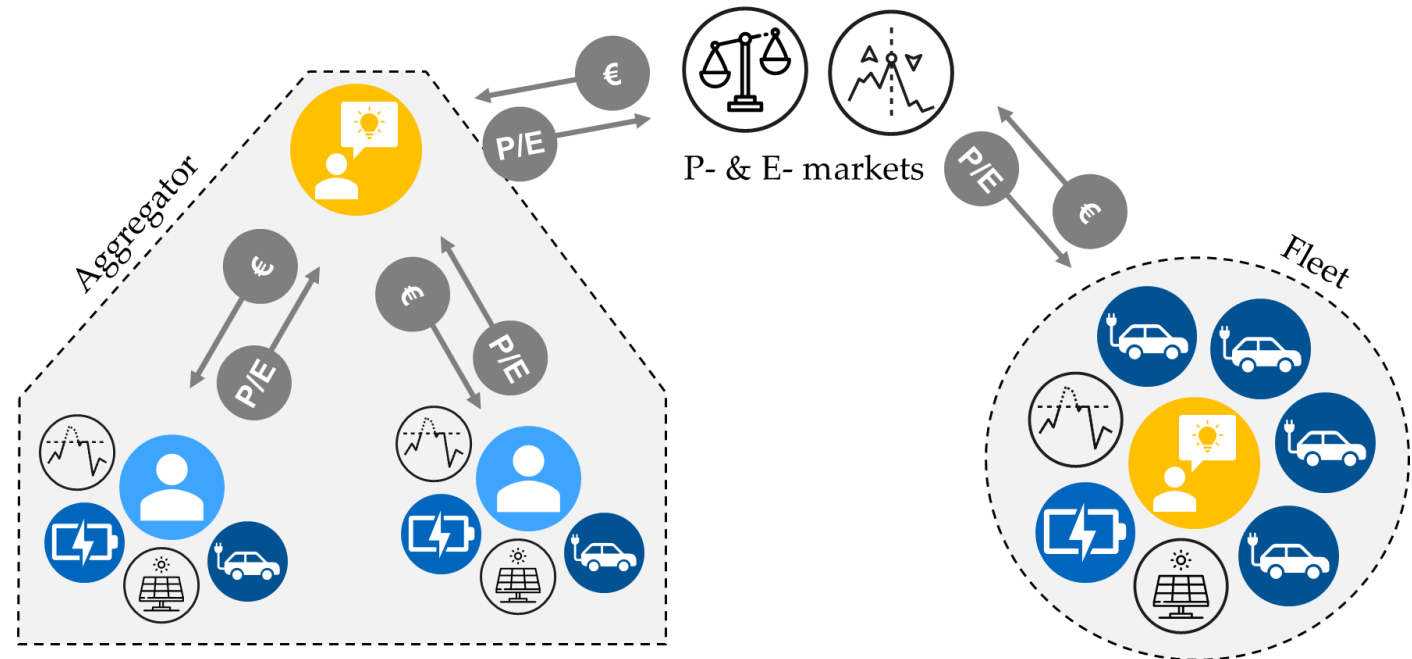 €
P/E
P- & E- markets
P/E
€
Aggregator
€
P/E
€
P/E
Fleet